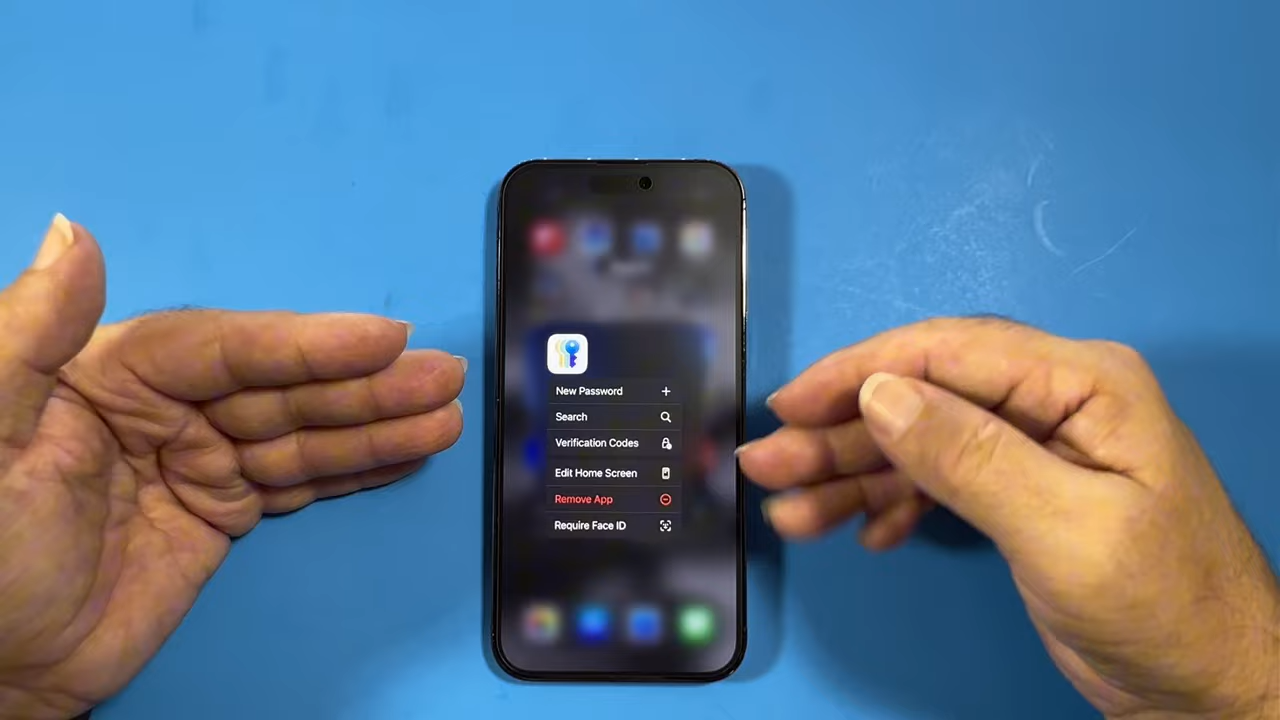 New Password
Search
Verification Codes
Edit Home Screen
Remove App
Require Face ID